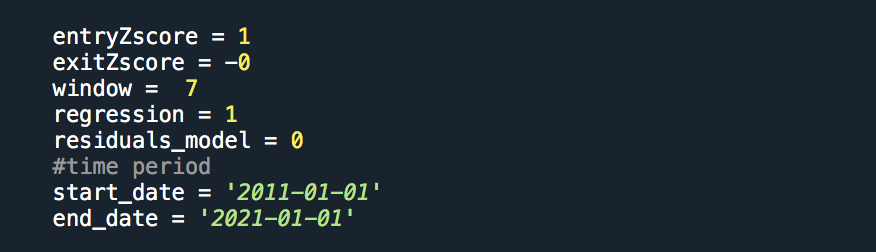 entryZscore = 1
exitZscore = -0
window =  7
regression = 1
residuals_model = 0
#time period
start_date = '2011-01-01'
end_date = '2021-01-01'